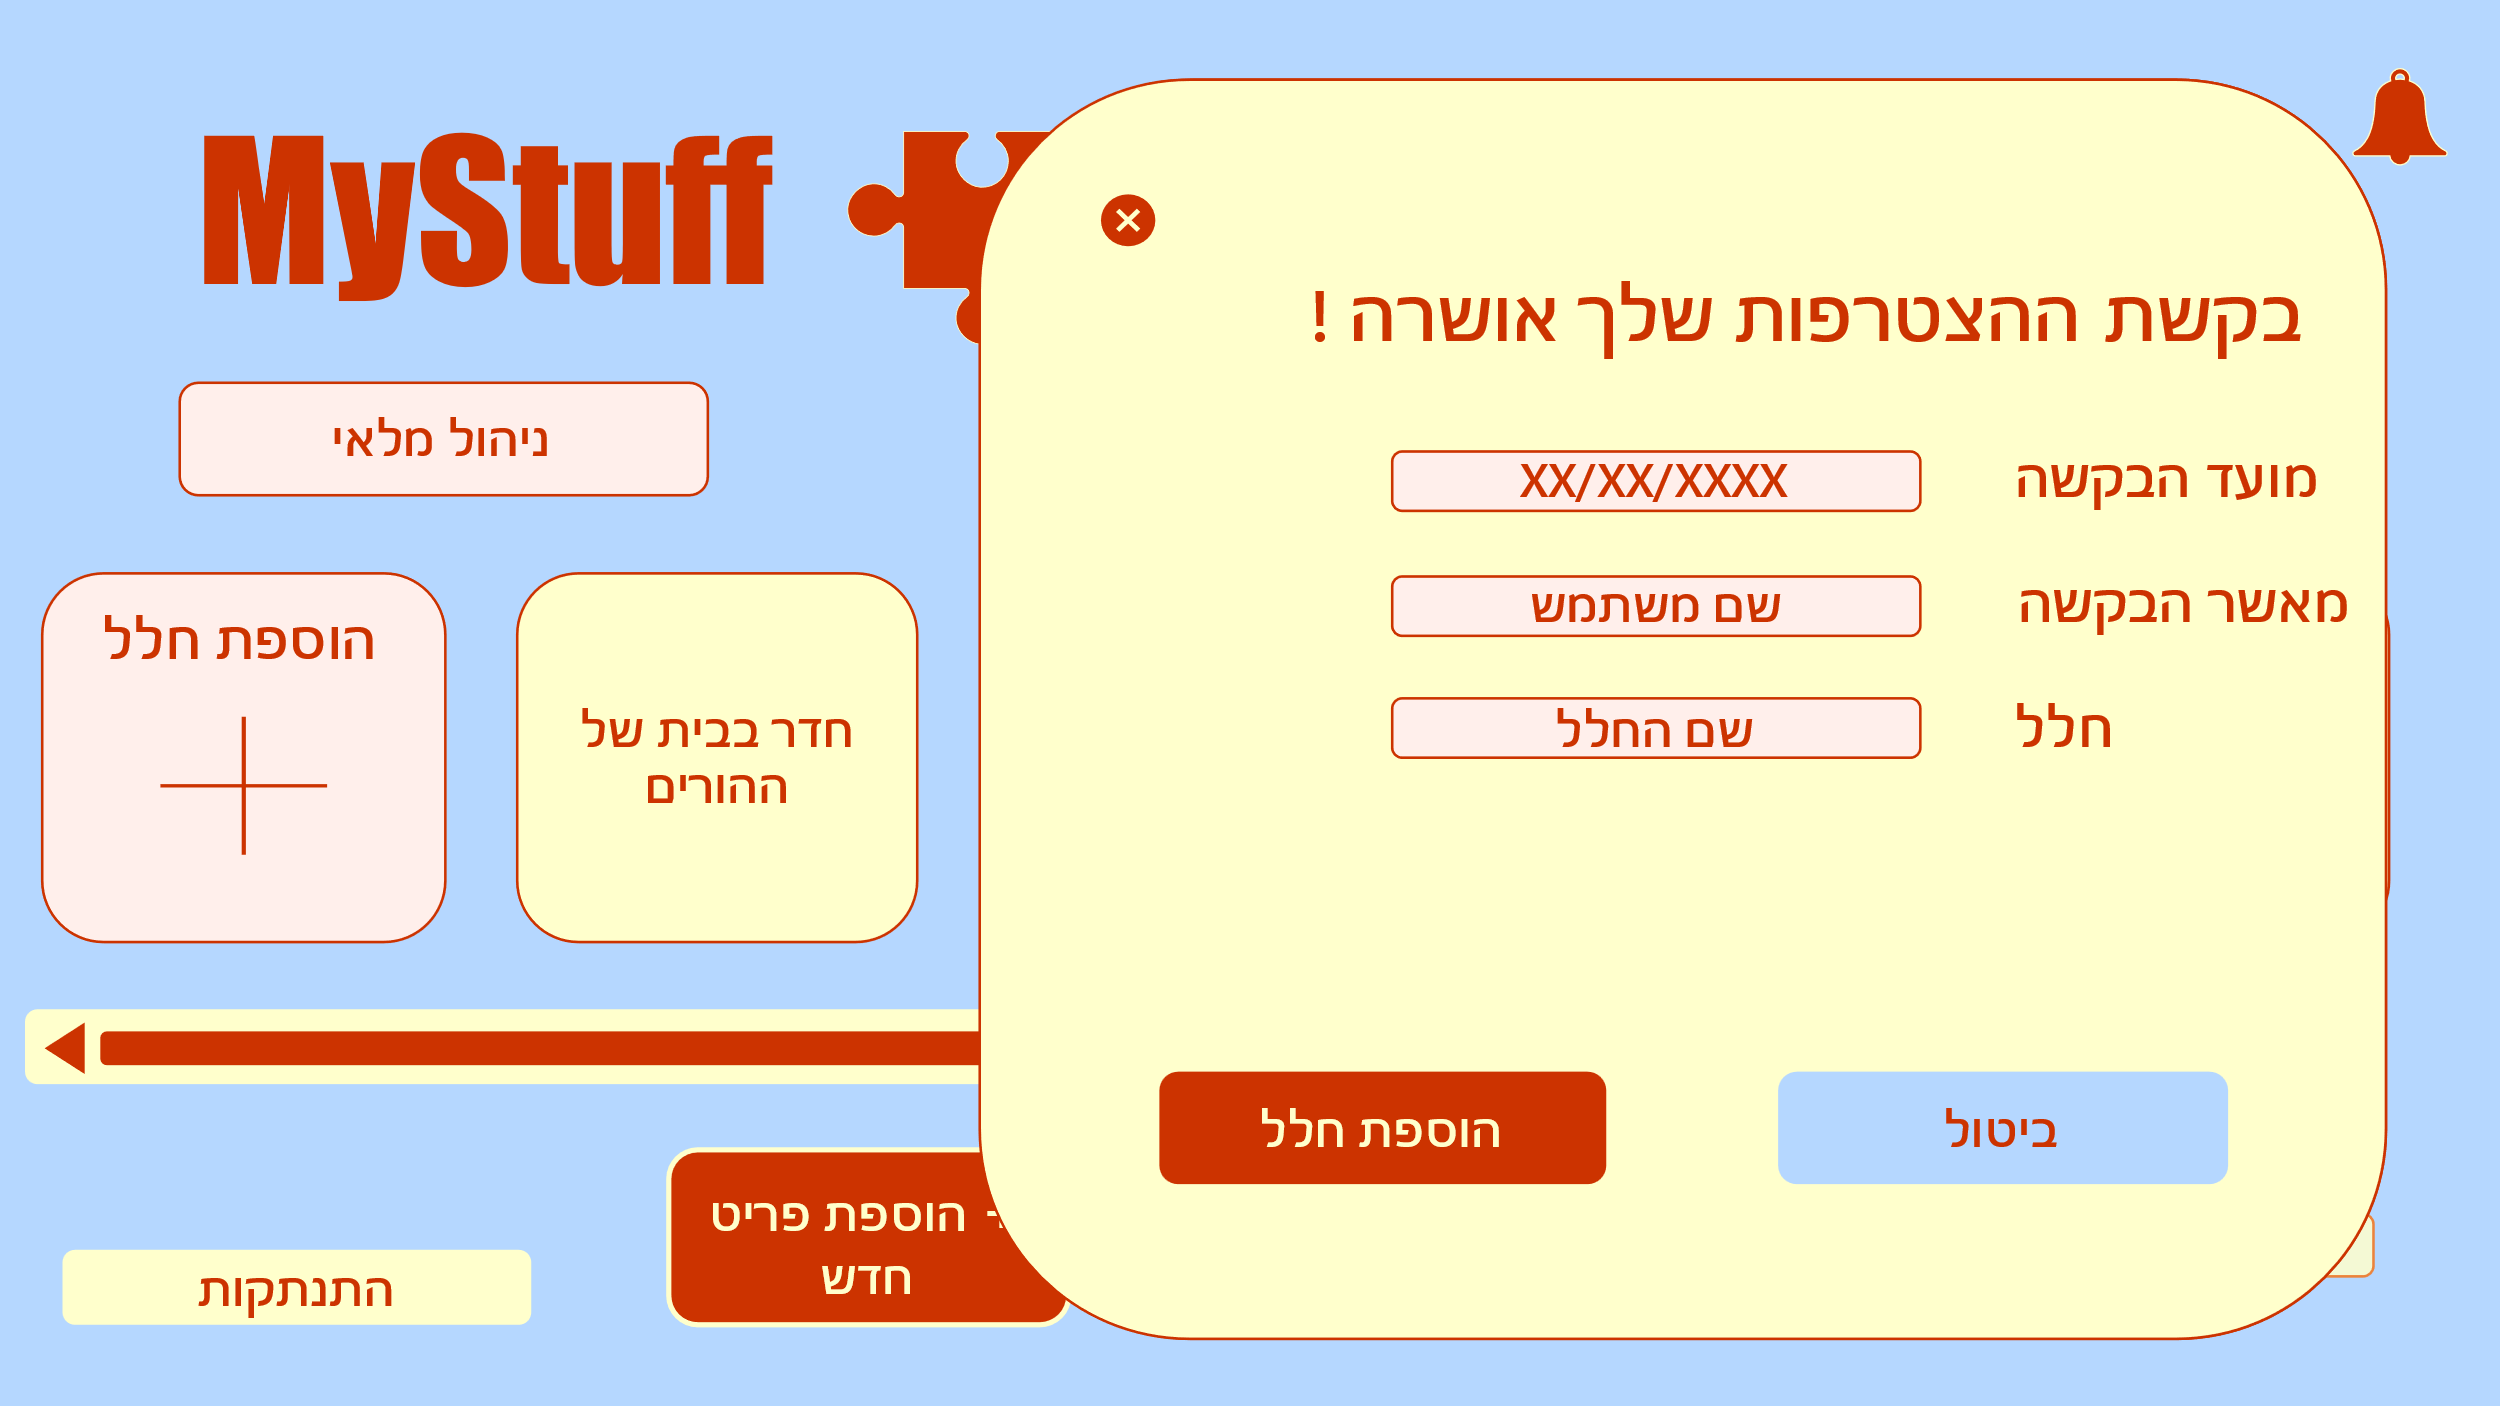 MyStuff
בקשת ההצטרפות שלך אושרה !
מועד הבקשה
XX/XX/XXXX
מאשר הבקשה
שם משתמש
חלל
שם החלל
ביטול
הוספת חלל
ניהול מלאי
חדר בבית של
ההורים
הוספת חלל
הוספת פריט
חדש
התנתקות